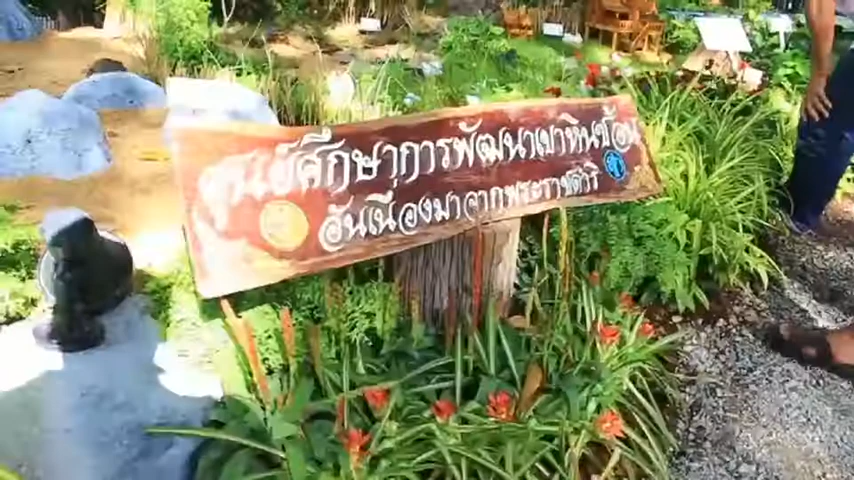 ศูนย์ศึกษาการพัฒนาเขาหินซ้อน
อันเนื่องมาจากพระราชดำริ